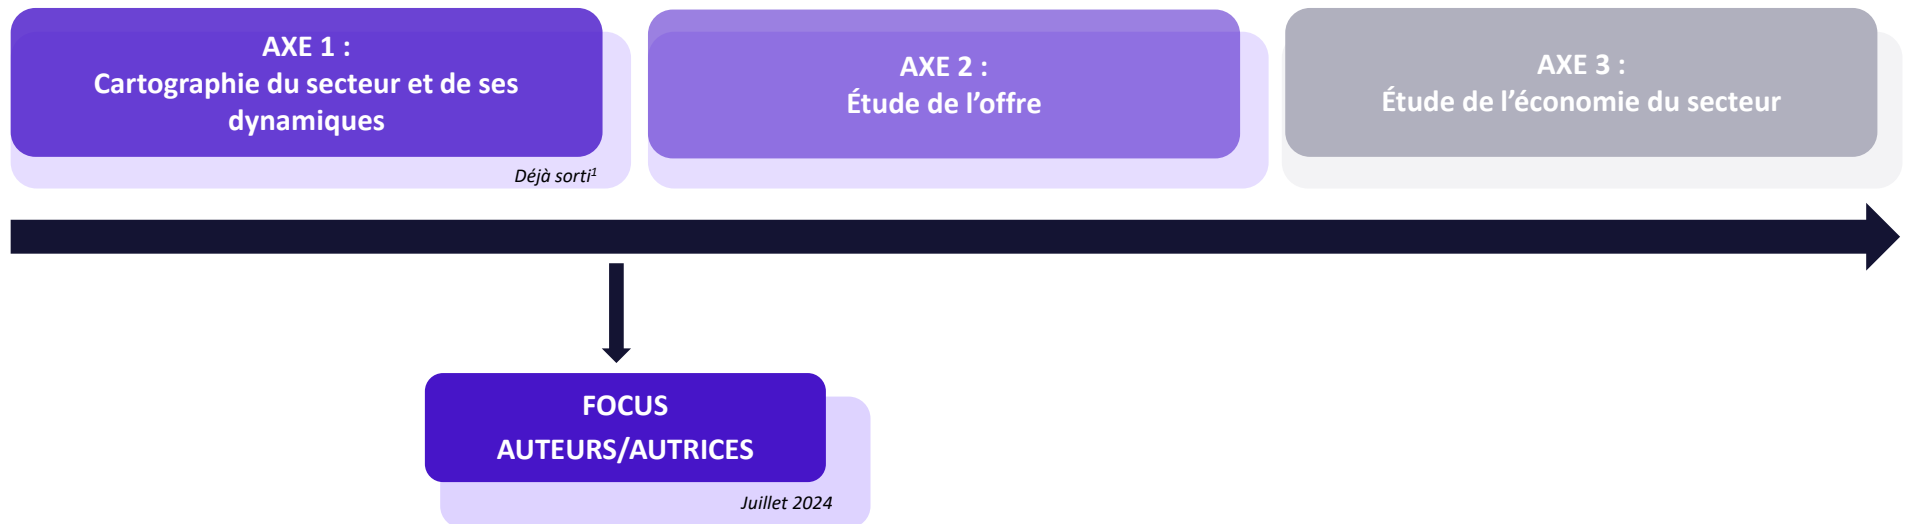 AXE 1 :
Cartographie du secteur et de ses
dynamiques
Déjà sorti¹
AXE 2 :
Étude de l’offre
AXE 3 :
Étude de l’économie du secteur
FOCUS
AUTEURS/AUTRICES
Juillet 2024